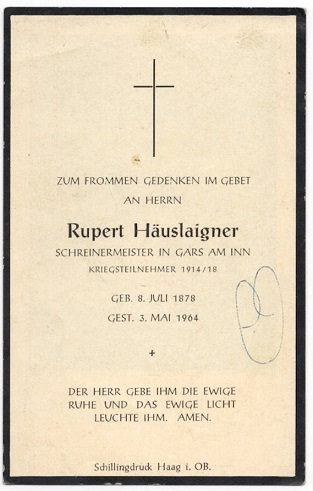 ZUM FROMMEN GEDENKEN IM GEBET
AN HERRN
Rupert Häuslaigner
SCHREINERMEISTER IN GARS AM INN
KRIEGSTEILNEHMER 1914/18
GEB. 8. JULI 1878
GEST. 3. MAI 1964
DER HERR GEBE IHM DIE EWIGE
RUHE UND DAS EWIGE LICHT
LEUCHTE IHM. AMEN.
Schillingdruck Haag i. OB.